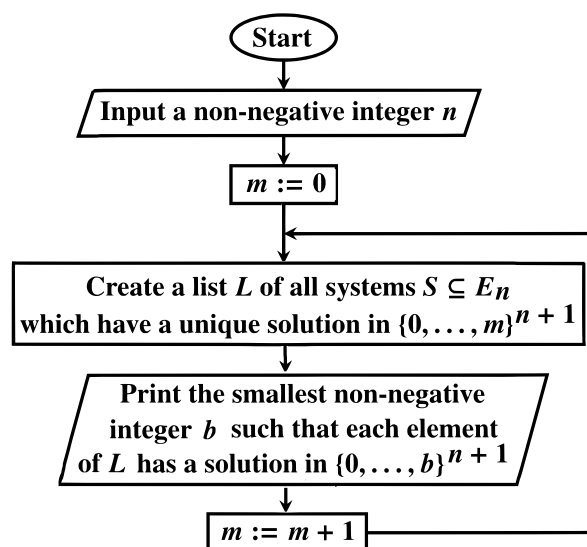 Start
Input a non-negative integer n
m := 0
Create a list L of all systems S ⊆ Eₙ
which have a unique solution in {0, . . . , m}ⁿ ⁺ ¹
Print the smallest non-negative
integer b such that each element
of L has a solution in {0, . . . , b}ⁿ ⁺ ¹
m := m + 1